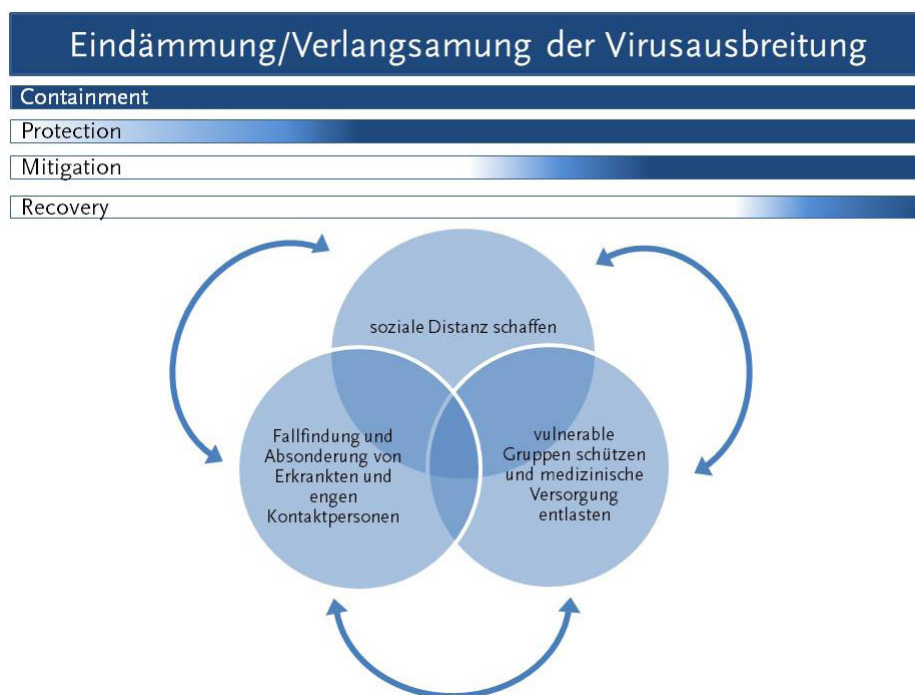 Eindämmung/Verlangsamung der Virusausbreitung
Containment
Protection
Mitigation
Recovery
soziale Distanz schaffen
Fallfindung und
Absonderung von
Erkrankten und
engen
Kontaktpersonen
vulnerable
Gruppen schützen
und medizinische
Versorgung
entlasten